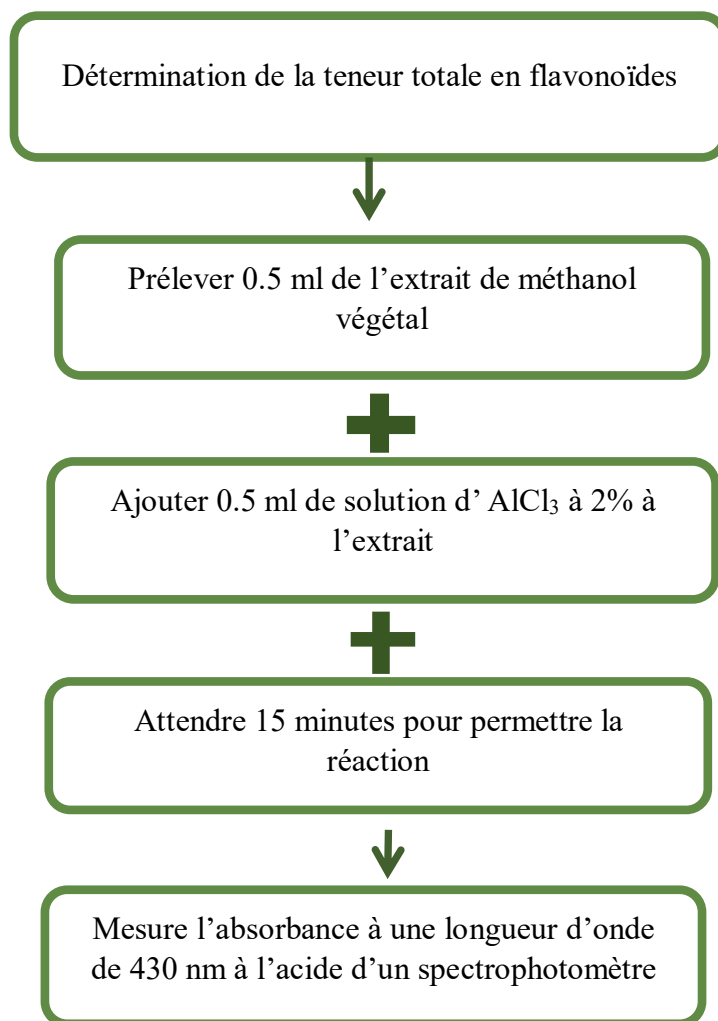 Détermination de la teneur totale en flavonoïdes
Prélever 0.5 ml de l’extrait de méthanol
végétal
Ajouter 0.5 ml de solution d’ AlCl₃ à 2% à
l’extrait
Attendre 15 minutes pour permettre la
réaction
Mesure l’absorbance à une longueur d’onde
de 430 nm à l’acide d’un spectrophotomètre